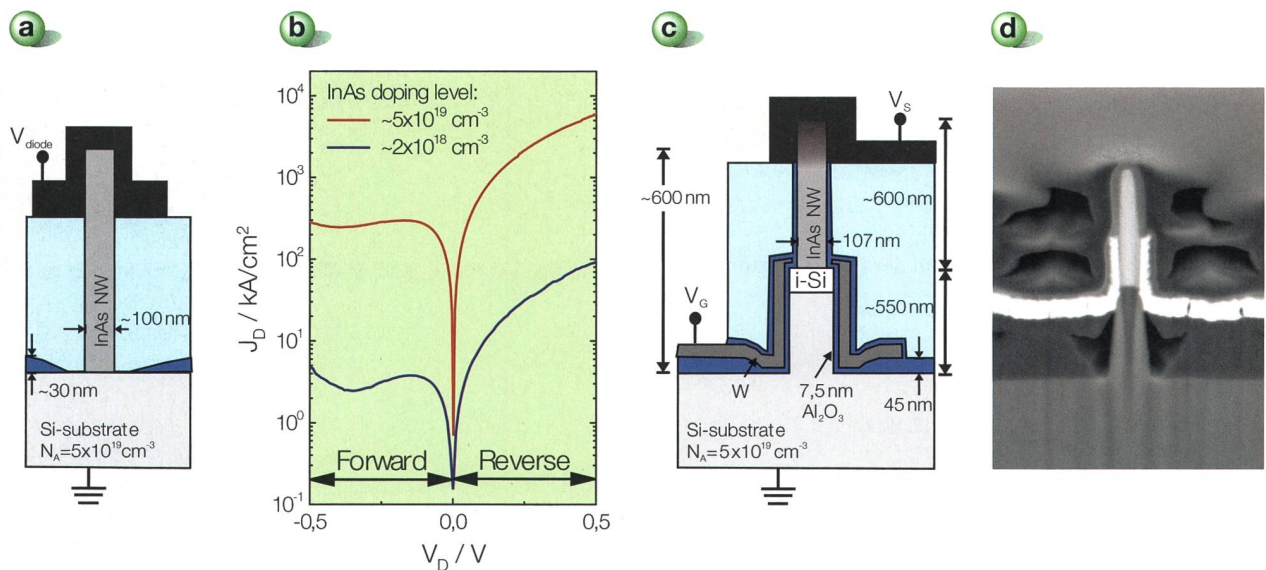 a
V_diode
InAs NW
~100 nm
~30 nm
Si-substrate
N_A=5x10^19 cm^-3
b
InAs doping level:
~5x10^19 cm^-3
~2x10^18 cm^-3
J_D / kA/cm^2
10^4
10^3
10^2
10^1
10^0
10^-1
Forward
Reverse
-0,5
0,0
0,5
V_D / V
c
V_S
~600 nm
InAs NW
~600 nm
107 nm
i-Si
V_G
~550 nm
W
7,5 nm
Al2O3
45 nm
Si-substrate
N_A=5x10^19 cm^-3
d